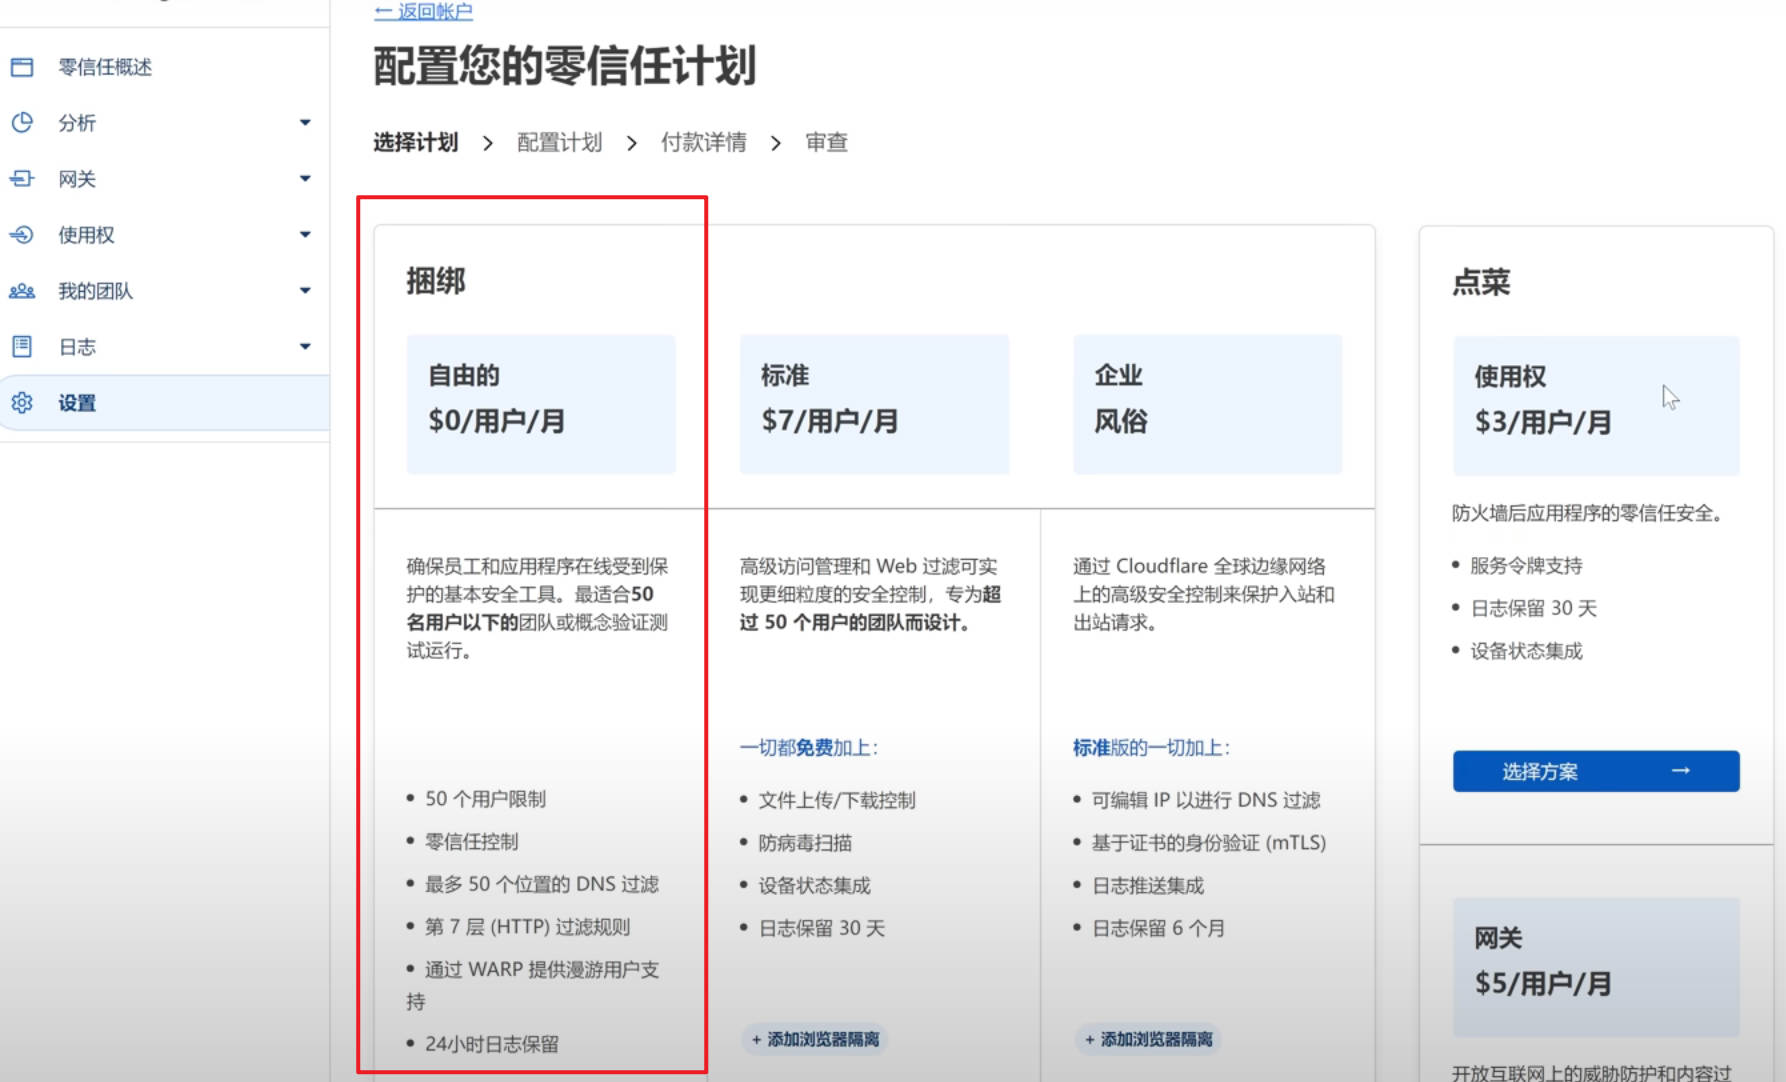 ← 返回帐户
配置您的零信任计划
选择计划 > 配置计划 > 付款详情 > 审查
零信任概述
分析
网关
使用权
我的团队
日志
设置
捆绑
自由的
$0/用户/月
确保员工和应用程序在线受到保
护的基本安全工具。最适合50
名用户以下的团队或概念验证测
试运行。
• 50 个用户限制
• 零信任控制
• 最多 50 个位置的 DNS 过滤
• 第 7 层 (HTTP) 过滤规则
• 通过 WARP 提供漫游用户支
持
• 24小时日志保留
标准
$7/用户/月
高级访问管理和 Web 过滤可实
现更细粒度的安全控制，专为超
过 50 个用户的团队而设计。
一切都免费加上：
• 文件上传/下载控制
• 防病毒扫描
• 设备状态集成
• 日志保留 30 天
+ 添加浏览器隔离
企业
风俗
通过 Cloudflare 全球边缘网络
上的高级安全控制来保护入站和
出站请求。
标准版的一切加上：
• 可编辑 IP 以进行 DNS 过滤
• 基于证书的身份验证 (mTLS)
• 日志推送集成
• 日志保留 6 个月
+ 添加浏览器隔离
点菜
使用权
$3/用户/月
防火墙后应用程序的零信任安全。
• 服务令牌支持
• 日志保留 30 天
• 设备状态集成
选择方案 →
网关
$5/用户/月
开放互联网上的威胁防护和内容过